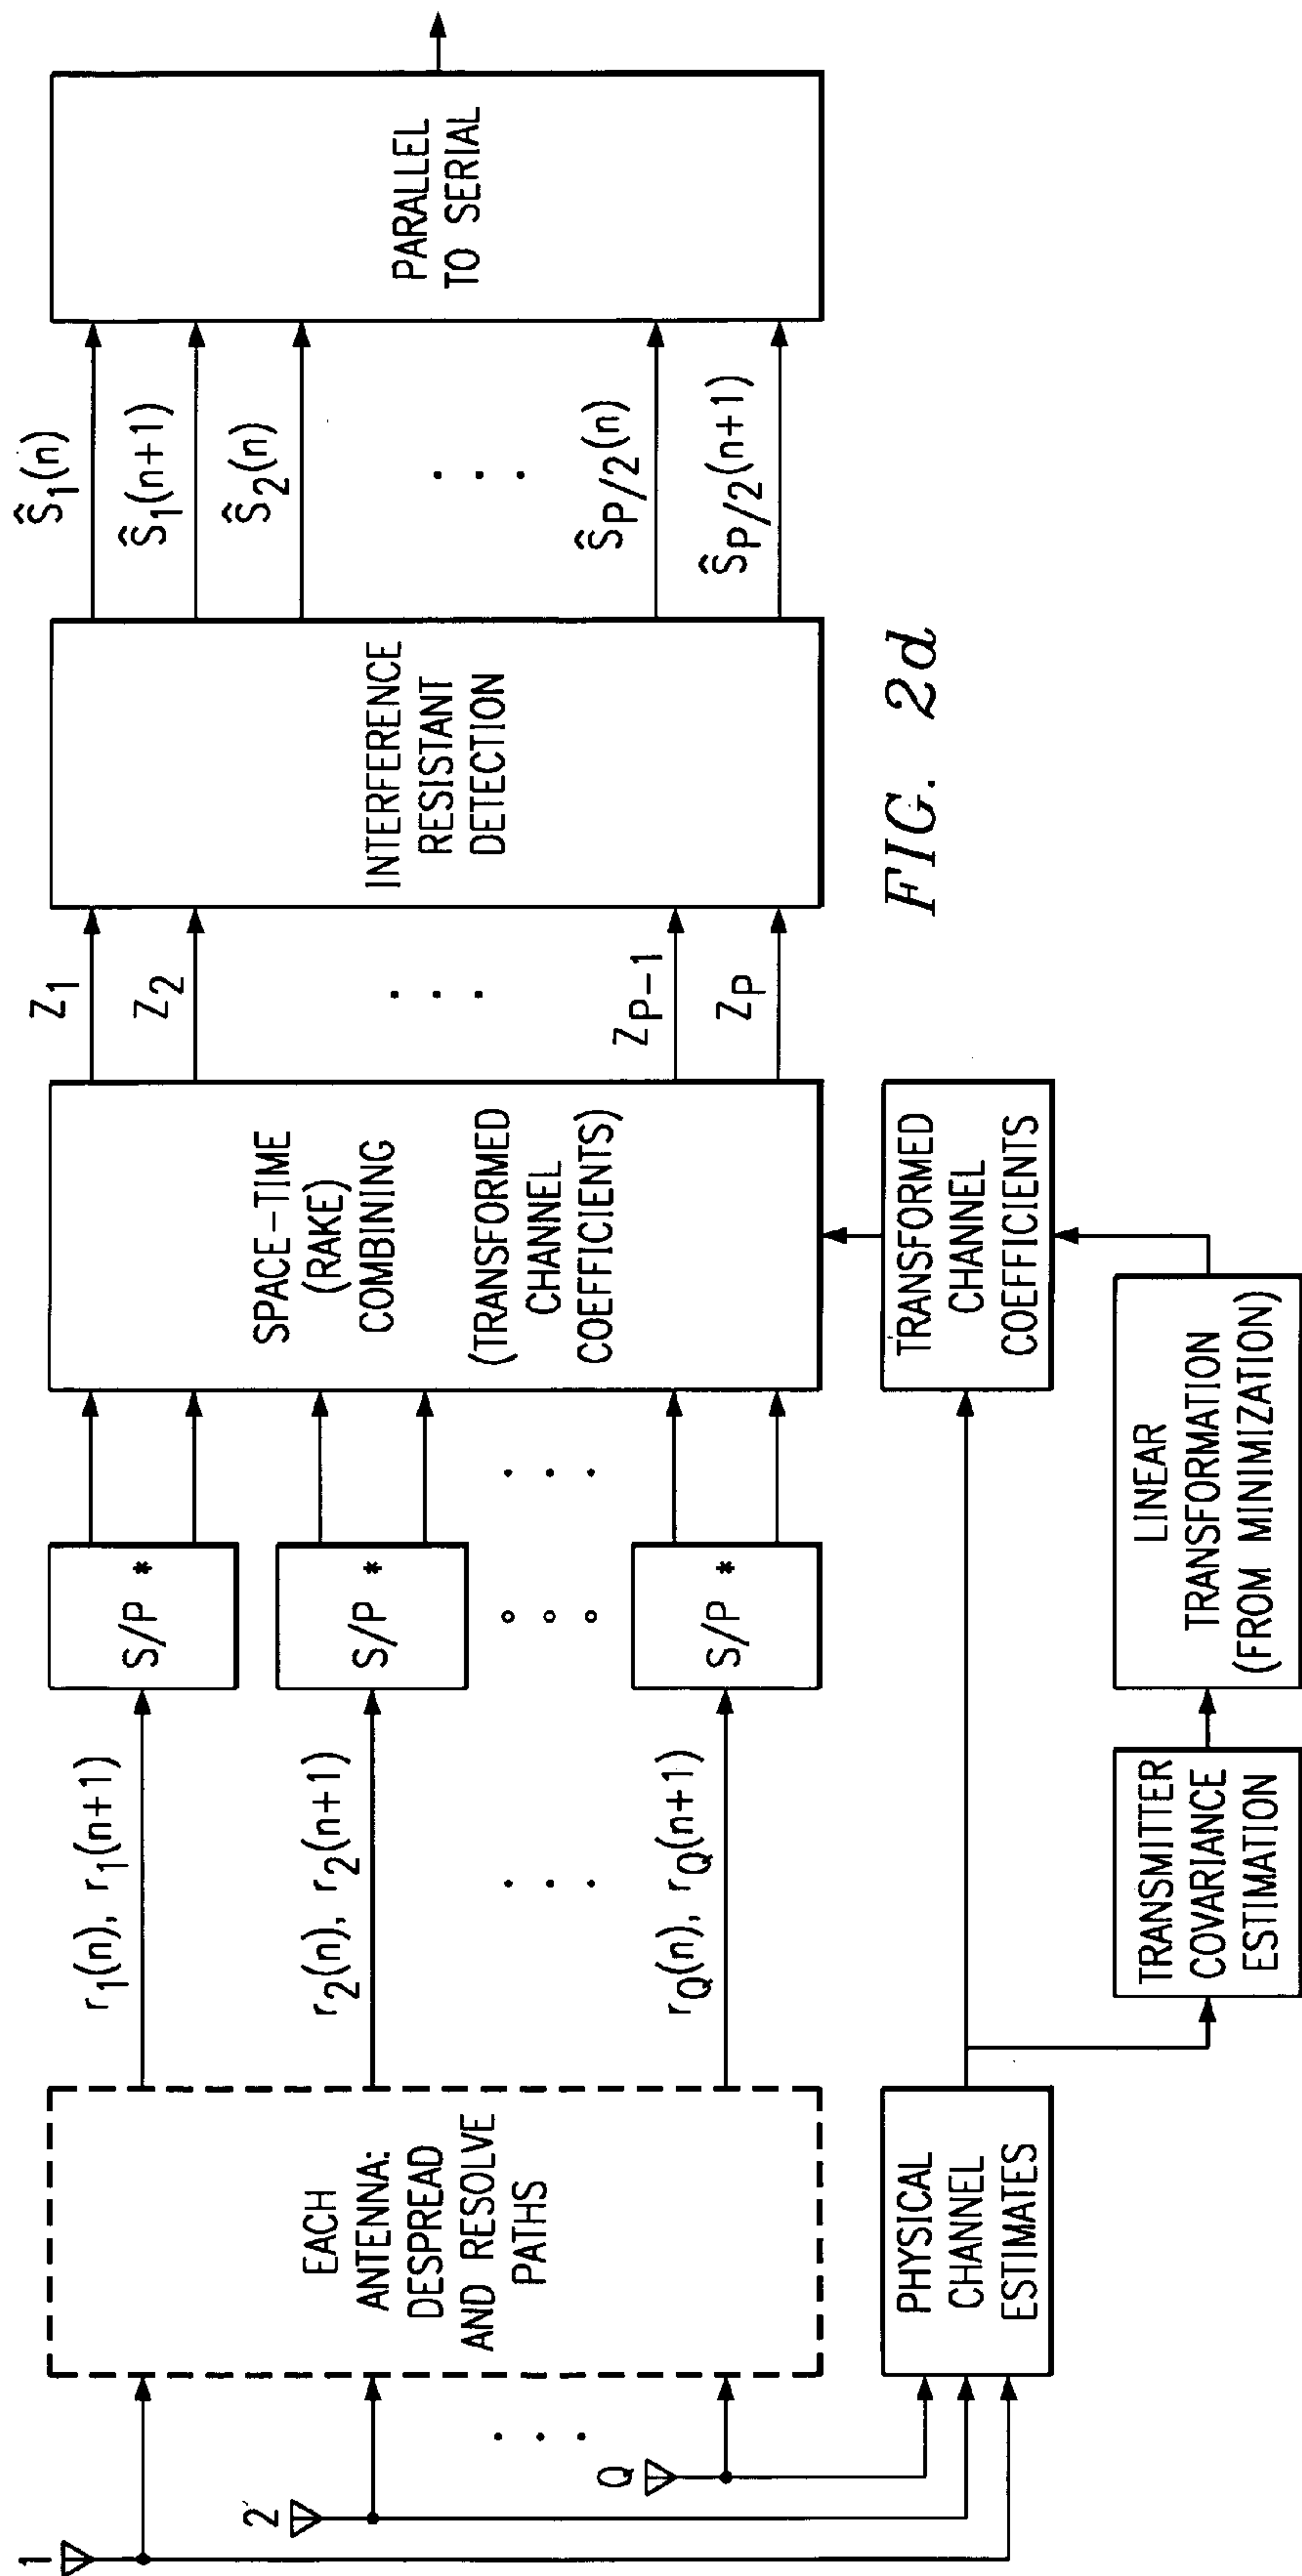 1
2
Q
EACH
ANTENNA:
DESPREAD
AND RESOLVE
PATHS
r1(n), r1(n+1)
r2(n), r2(n+1)
. . .
rQ(n), rQ(n+1)
S/P *
S/P *
S/P *
SPACE-TIME
(RAKE)
COMBINING
(TRANSFORMED
CHANNEL
COEFFICIENTS)
Z1
Z2
. . .
ZP-1
ZP
INTERFERENCE
RESISTANT
DETECTION
Ŝ1(n)
Ŝ1(n+1)
Ŝ2(n)
. . .
ŜP/2(n)
ŜP/2(n+1)
PARALLEL
TO SERIAL
PHYSICAL
CHANNEL
ESTIMATES
TRANSMITTER
COVARIANCE
ESTIMATION
LINEAR
TRANSFORMATION
(FROM MINIMIZATION)
TRANSFORMED
CHANNEL
COEFFICIENTS
FIG. 2d